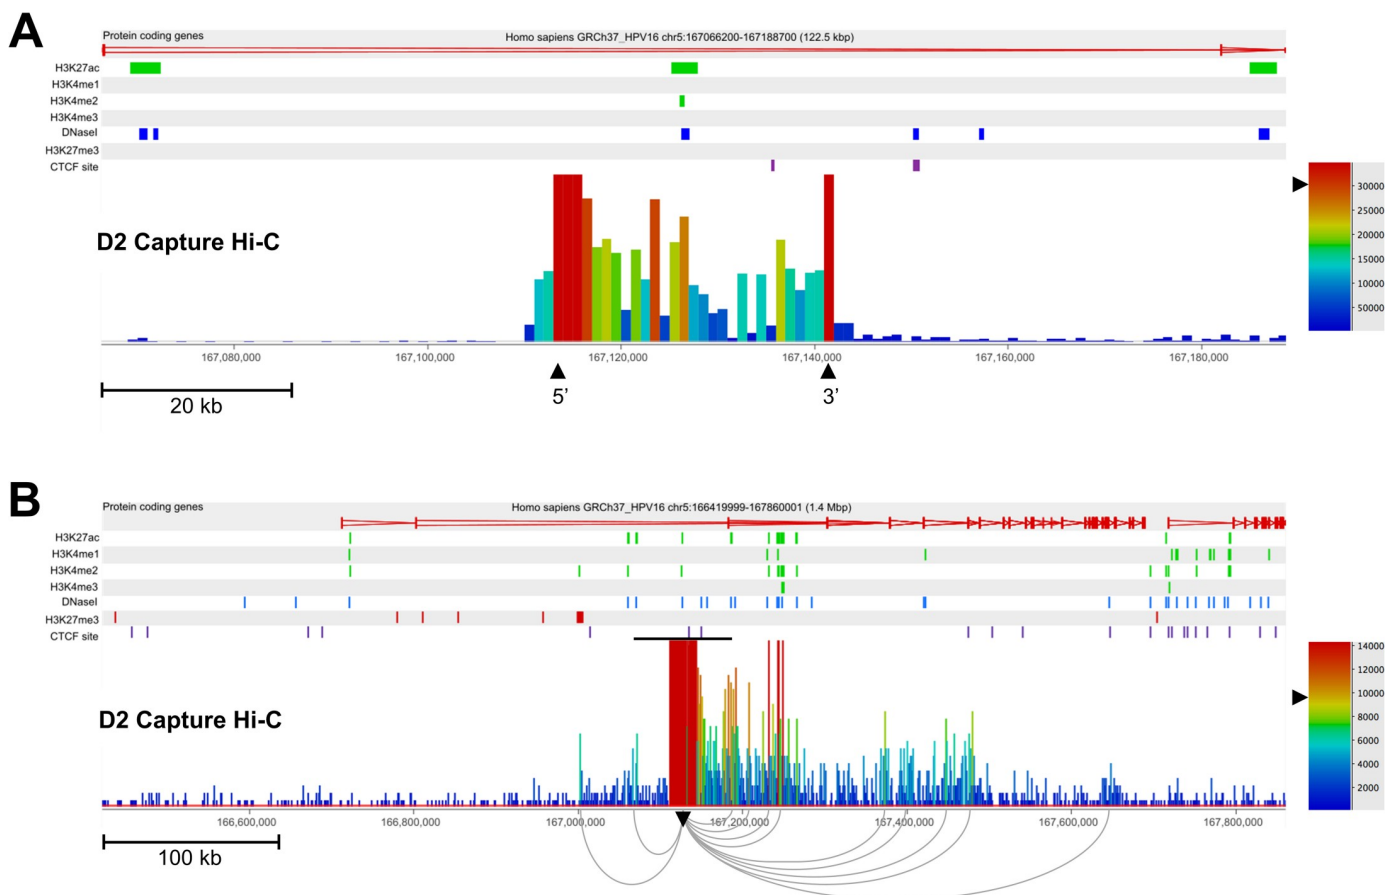 A
Protein coding genes
Homo sapiens GRCh37_HPV16 chr5:167066200-167188700 (122.5 kbp)
H3K27ac
H3K4me1
H3K4me2
H3K4me3
DNaseI
H3K27me3
CTCF site
D2 Capture Hi-C
30000
25000
20000
15000
10000
50000
167,080,000
167,100,000
167,120,000
167,140,000
167,160,000
167,180,000
20 kb
5’
3’
B
Protein coding genes
Homo sapiens GRCh37_HPV16 chr5:166419999-167860001 (1.4 Mbp)
H3K27ac
H3K4me1
H3K4me2
H3K4me3
DNaseI
H3K27me3
CTCF site
D2 Capture Hi-C
14000
12000
10000
8000
6000
4000
2000
166,600,000
166,800,000
167,000,000
167,200,000
167,400,000
167,600,000
167,800,000
100 kb